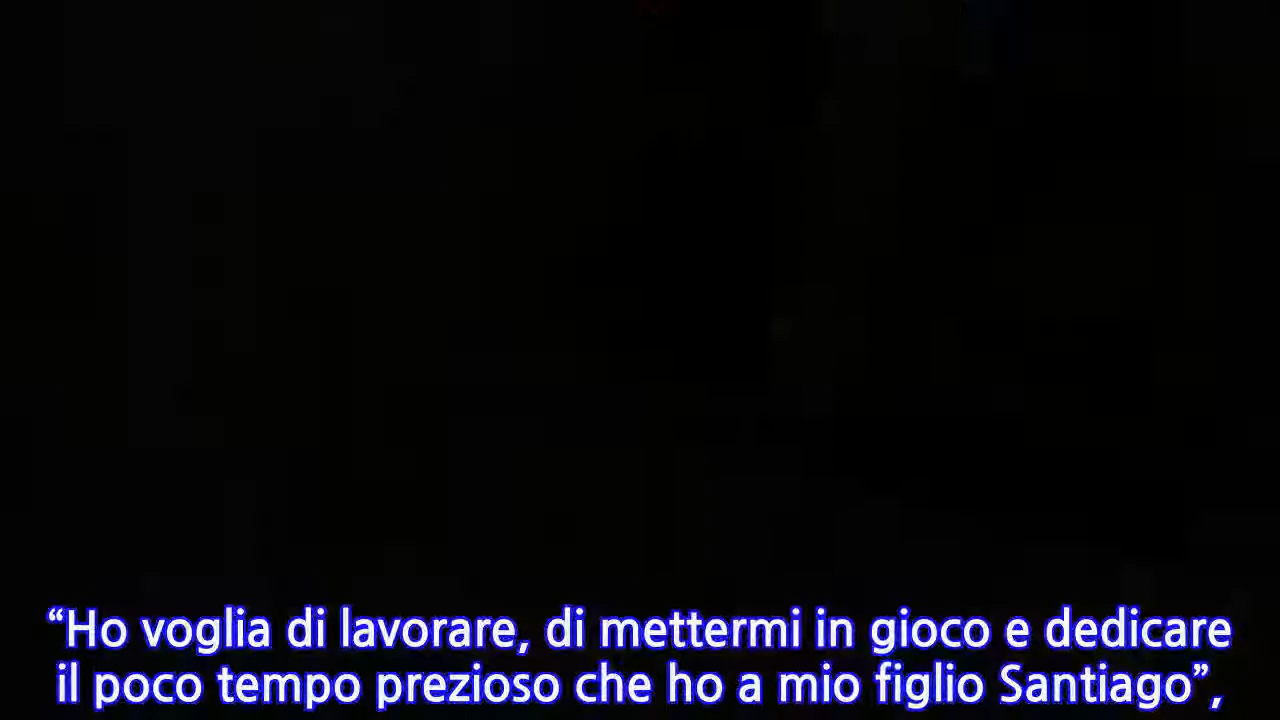 “Ho voglia di lavorare, di mettermi in gioco e dedicare
il poco tempo prezioso che ho a mio figlio Santiago”,